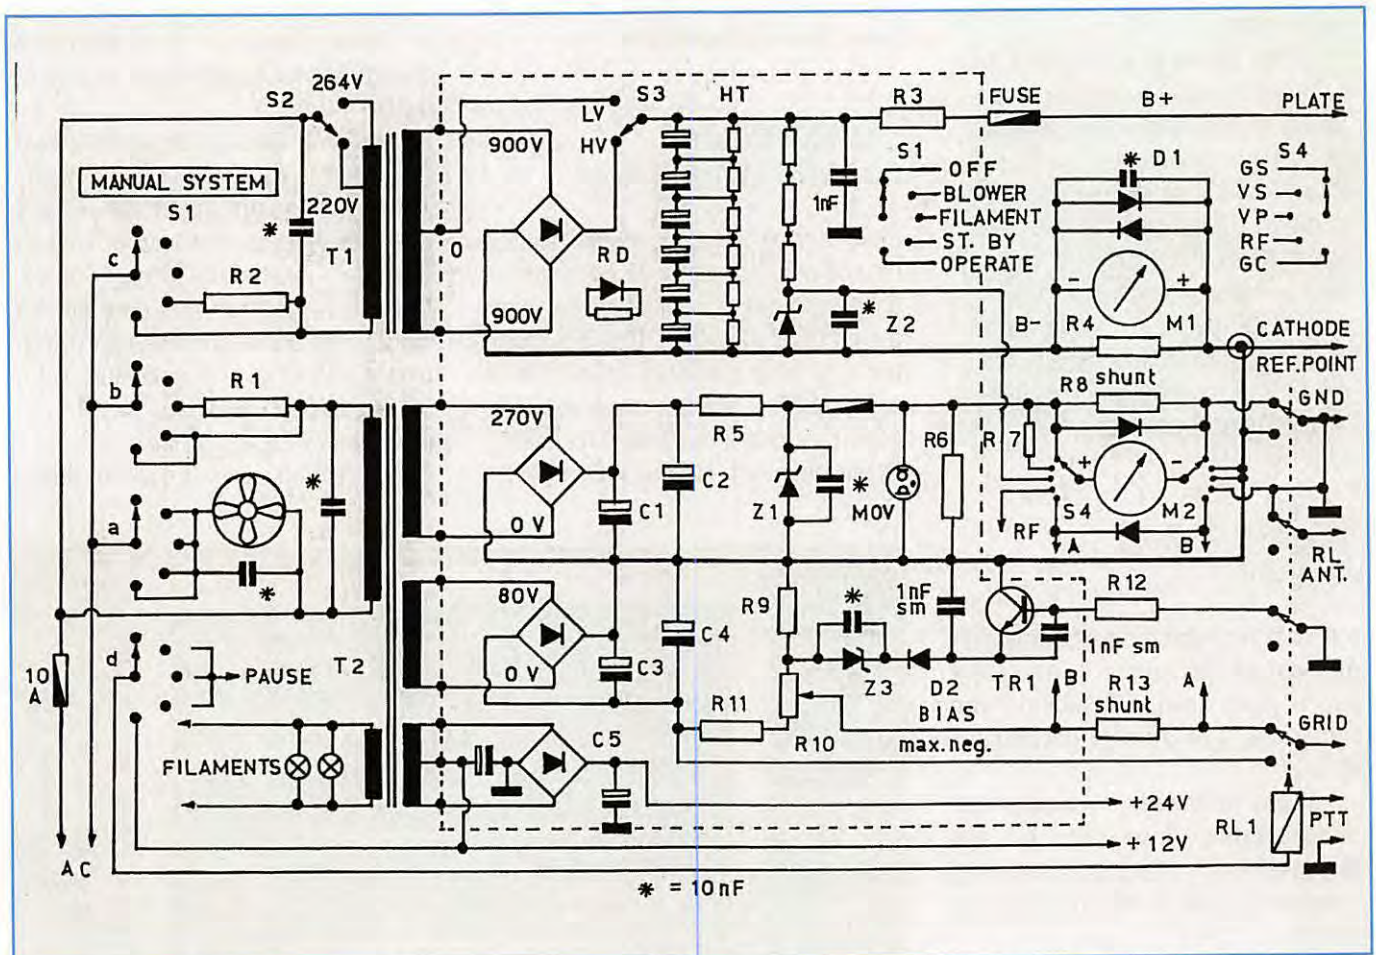 264V
S2
S3
HT
R3
FUSE
B+
PLATE
LV
HV
900V
MANUAL SYSTEM
S1
220V
*
T1
O
RD
900V
1nF
S1
OFF
BLOWER
FILAMENT
ST. BY
OPERATE
* D1
S4
GS
VS
VP
RF
GC
c
R2
* Z2
B-
- +
R4
M1
CATHODE
REF.POINT
b
R1
270V
R5
R8 shunt
GND
R6
R7
*
C2
Z1
*
MOV
+ -
S4
M2
a
0 V
C1
RF
A
B
RL
ANT.
*
80V
C4
R9
*
1nF
sm
R12
1nF sm
d
PAUSE
T2
0 V
C3
Z3
D2
TR1
B
R13
shunt
A
10
A
R11
BIAS
R10
max.neg.
GRID
FILAMENTS
C5
+24V
RL1
PTT
+12V
AC
* = 10nF